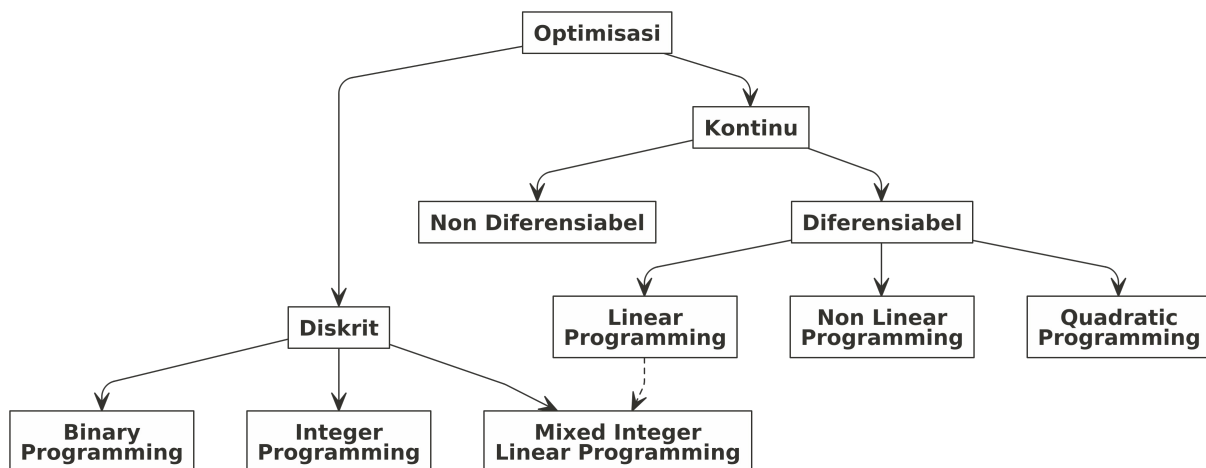 Optimisasi
Kontinu
Non Diferensiabel
Diferensiabel
Diskrit
Linear
Programming
Non Linear
Programming
Quadratic
Programming
Binary
Programming
Integer
Programming
Mixed Integer
Linear Programming